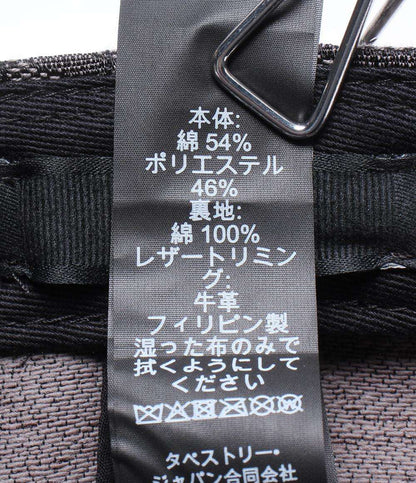 本体:
綿 54%
ポリエステル
46%
裏地:
綿 100%
レザートリミン
グ:
牛革
フィリピン製
湿った布のみで
拭くようにして
ください
タペストリー・
ジャパン合同会社